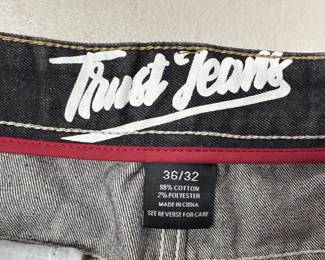 Trust Jeans
36/32
98% COTTON
2% POLYESTER
MADE IN CHINA
SEE REVERSE FOR CARE